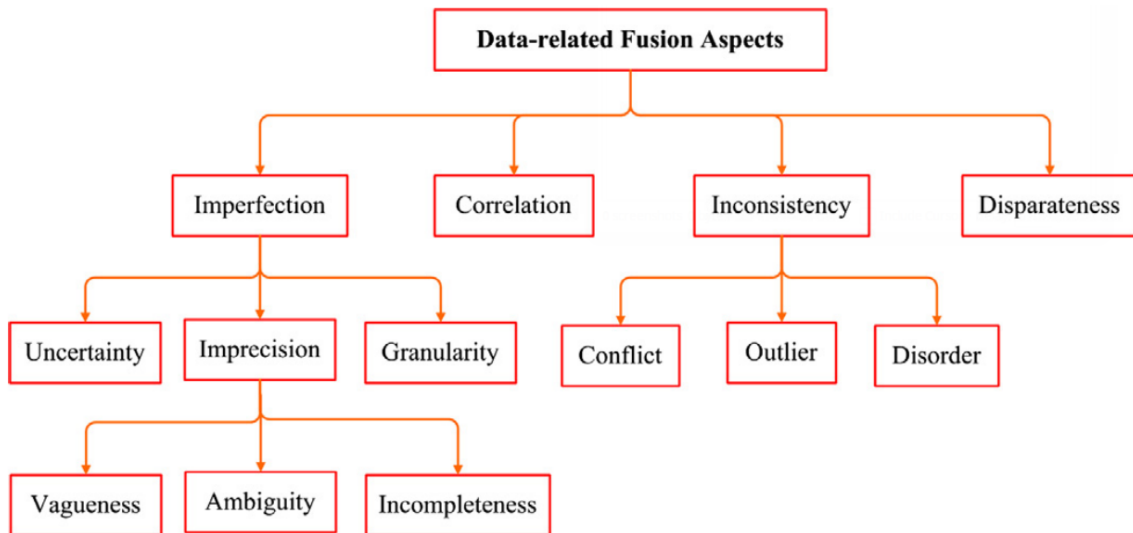 Data-related Fusion Aspects
Imperfection
Correlation
Inconsistency
Disparateness
Uncertainty
Imprecision
Granularity
Conflict
Outlier
Disorder
Vagueness
Ambiguity
Incompleteness